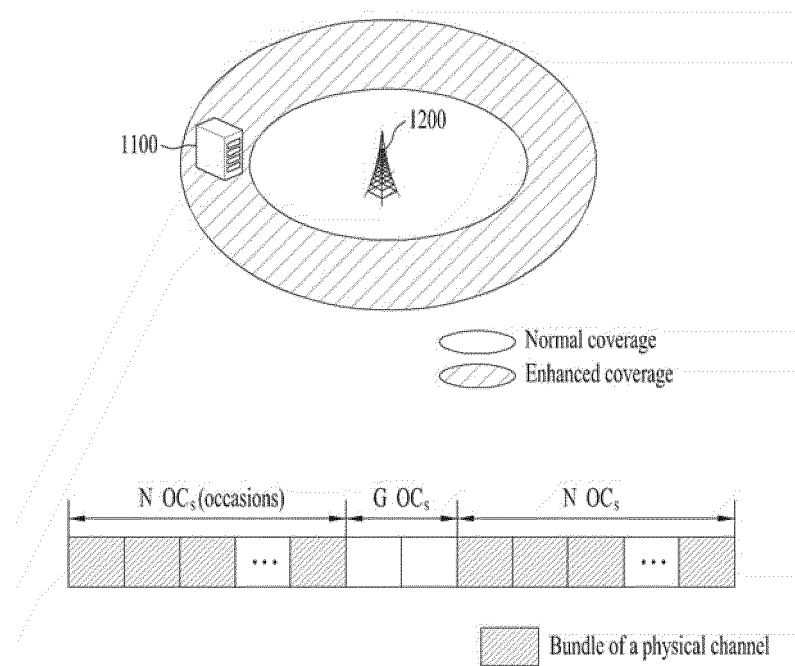 1100
1200
Normal coverage
Enhanced coverage
N OCs (occasions)
G OCs
N OCs
...
...
Bundle of a physical channel